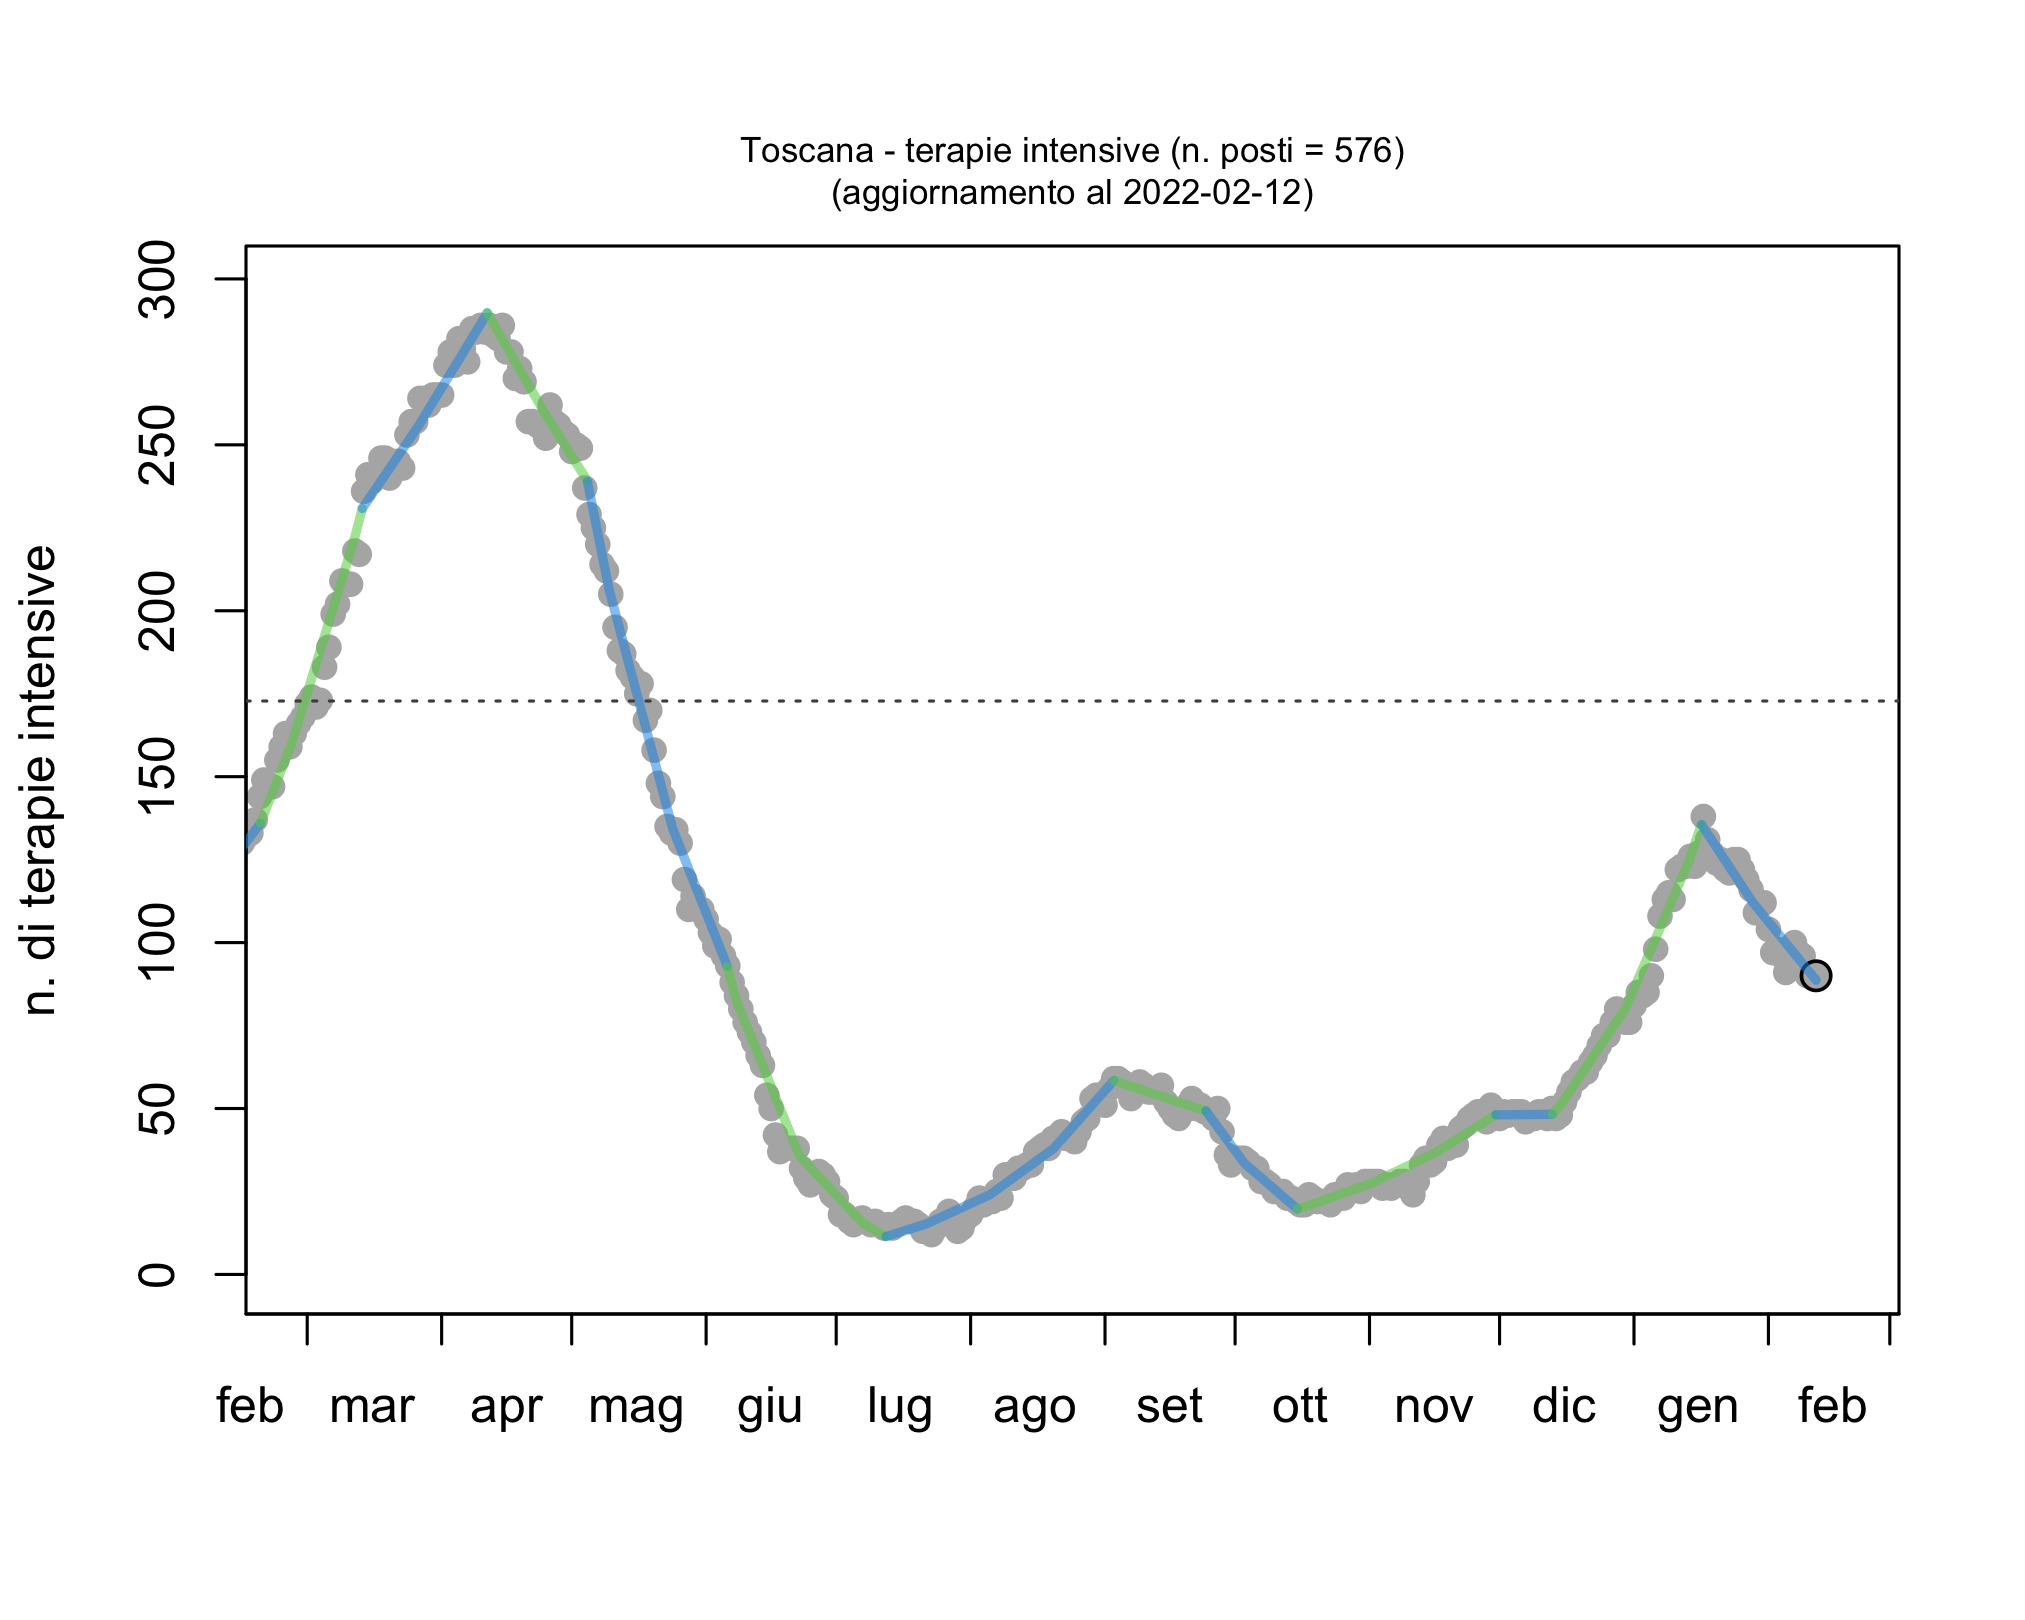 Toscana - terapie intensive (n. posti = 576)
(aggiornamento al 2022-02-12)
n. di terapie intensive
300
250
200
150
100
50
0
feb mar apr mag giu lug ago set ott nov dic gen feb